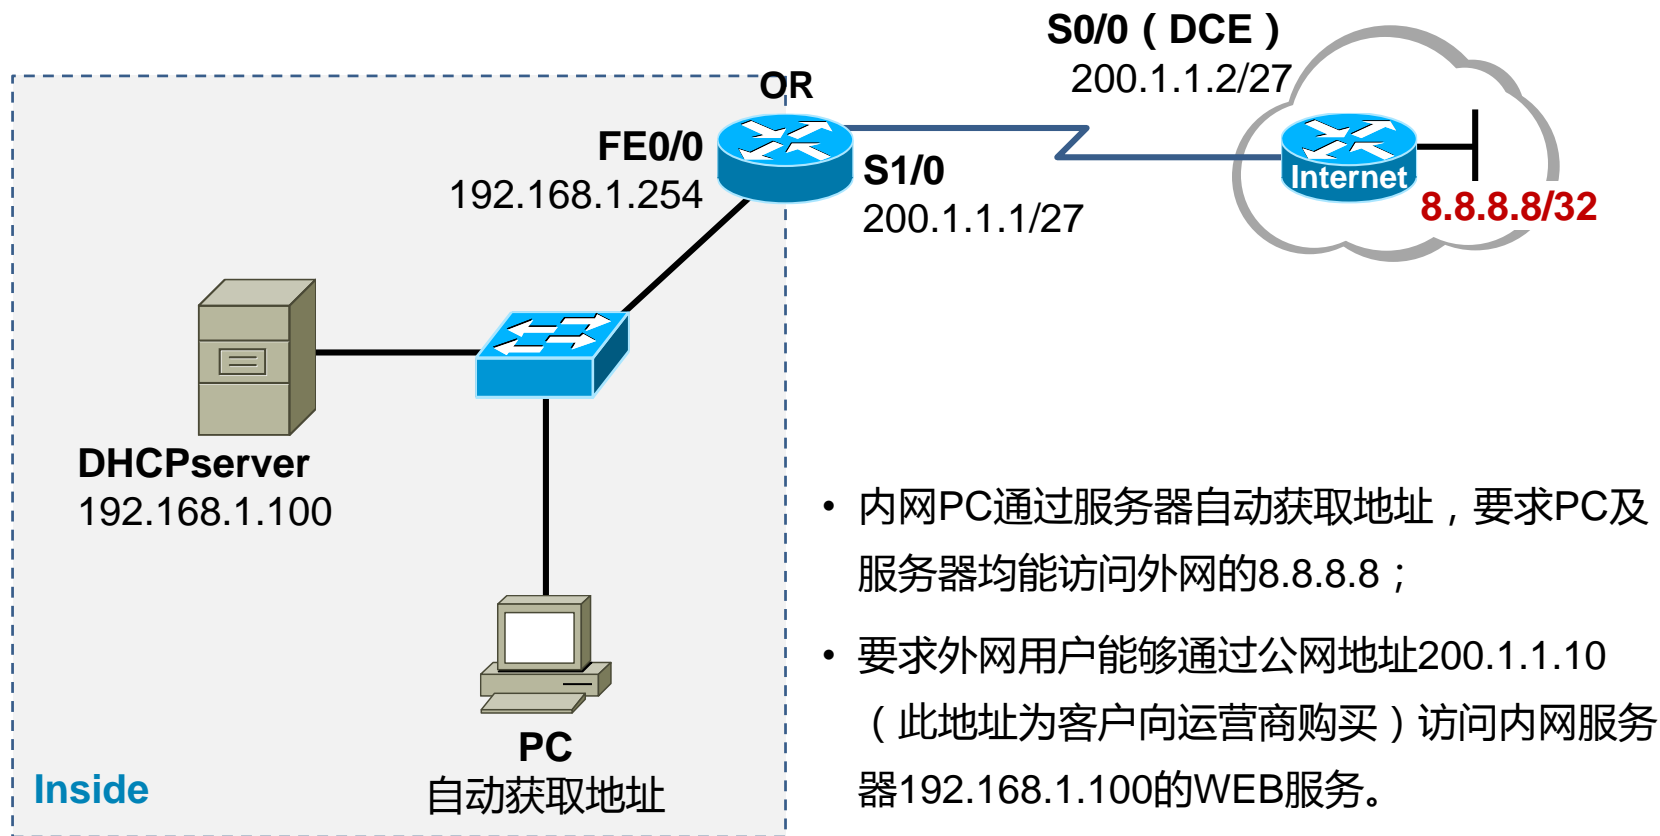 S0/0（DCE）
200.1.1.2/27
OR
FE0/0
192.168.1.254
S1/0
200.1.1.1/27
Internet
8.8.8.8/32
DHCPserver
192.168.1.100
PC
自动获取地址
Inside
• 内网PC通过服务器自动获取地址，要求PC及
服务器均能访问外网的8.8.8.8；
• 要求外网用户能够通过公网地址200.1.1.10
（此地址为客户向运营商购买）访问内网服务
器192.168.1.100的WEB服务。